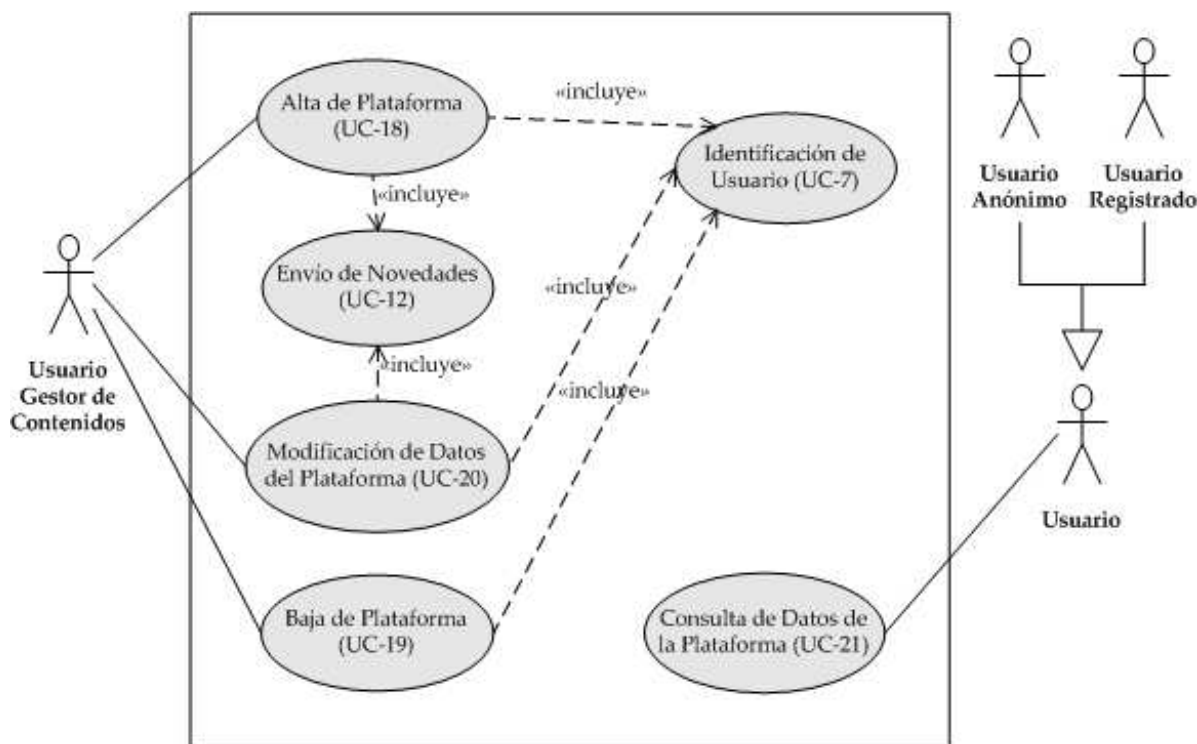 Alta de Plataforma
(UC-18)
«incluye»
Identificación de
Usuario (UC-7)
Usuario
Anónimo
Usuario
Registrado
«incluye»
Envío de Novedades
(UC-12)
«incluye»
Usuario
Gestor de
Contenidos
«incluye»
«incluye»
Modificación de Datos
del Plataforma (UC-20)
Usuario
Baja de Plataforma
(UC-19)
Consulta de Datos de
la Plataforma (UC-21)